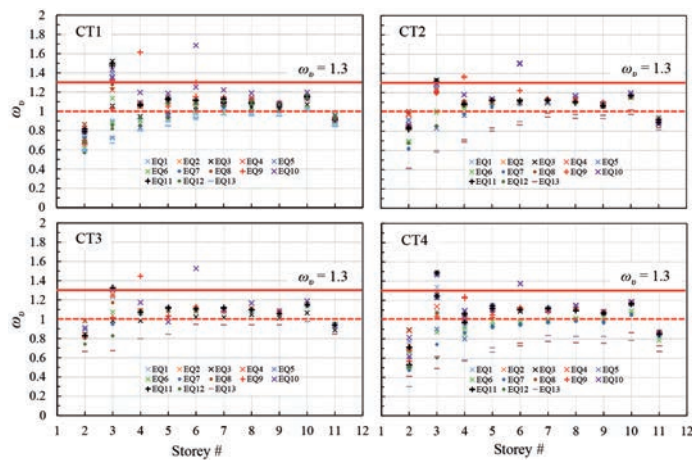 CT1
CT2
ω_v = 1.3
ω_v = 1.3
ω_v
2
1.8
1.6
1.4
1.2
1
0.8
0.6
0.4
0.2
0
EQ1 EQ2 EQ3 EQ4 EQ5
EQ6 EQ7 EQ8 EQ9 EQ10
EQ11 EQ12 EQ13
EQ1 EQ2 EQ3 EQ4 EQ5
EQ6 EQ7 EQ8 EQ9 EQ10
EQ11 EQ12 EQ13
CT3
CT4
ω_v = 1.3
ω_v = 1.3
ω_v
2
1.8
1.6
1.4
1.2
1
0.8
0.6
0.4
0.2
0
EQ1 EQ2 EQ3 EQ4 EQ5
EQ6 EQ7 EQ8 EQ9 EQ10
EQ11 EQ12 EQ13
EQ1 EQ2 EQ3 EQ4 EQ5
EQ6 EQ7 EQ8 EQ9 EQ10
EQ11 EQ12 EQ13
1 2 3 4 5 6 7 8 9 10 11 12 1 2 3 4 5 6 7 8 9 10 11 12
Storey # Storey #